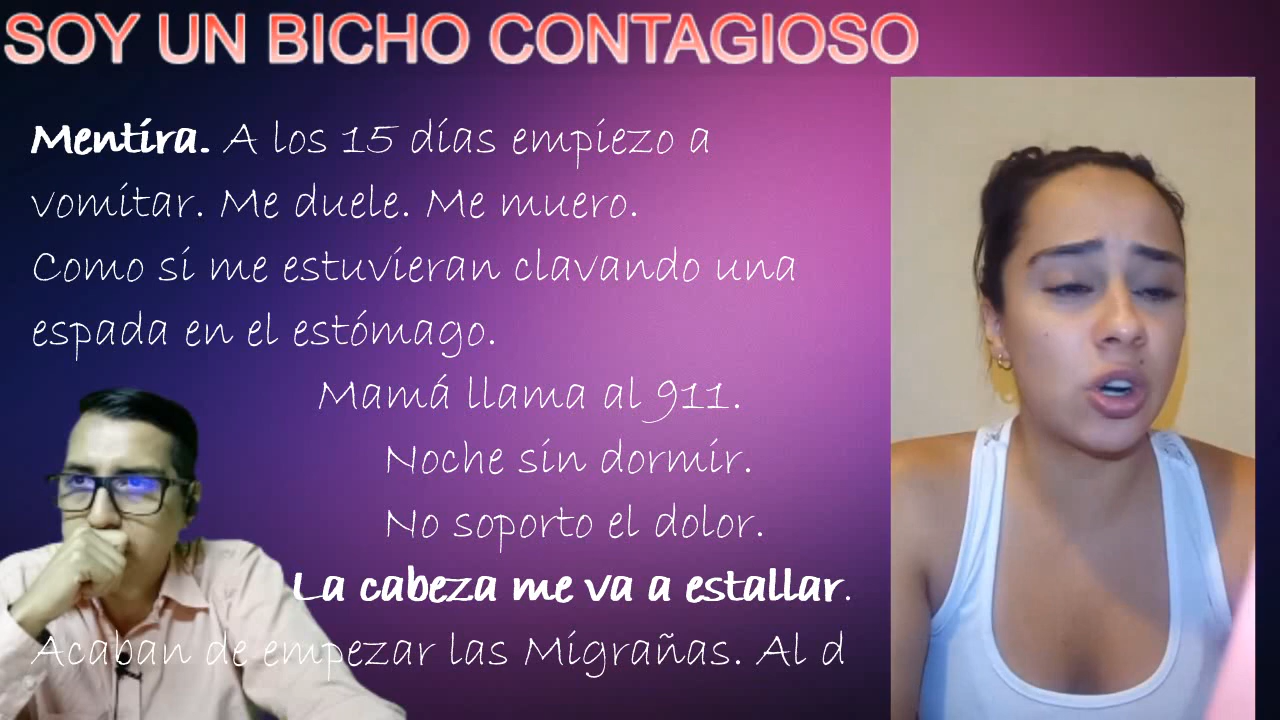 SOY UN BICHO CONTAGIOSO
Mentira. A los 15 días empiezo a
vomitar. Me duele. Me muero.
Como si me estuvieran clavando una
espada en el estómago.
Mamá llama al 911.
Noche sin dormir.
No soporto el dolor.
La cabeza me va a estallar.
Acaban de empezar las Migrañas. Al d